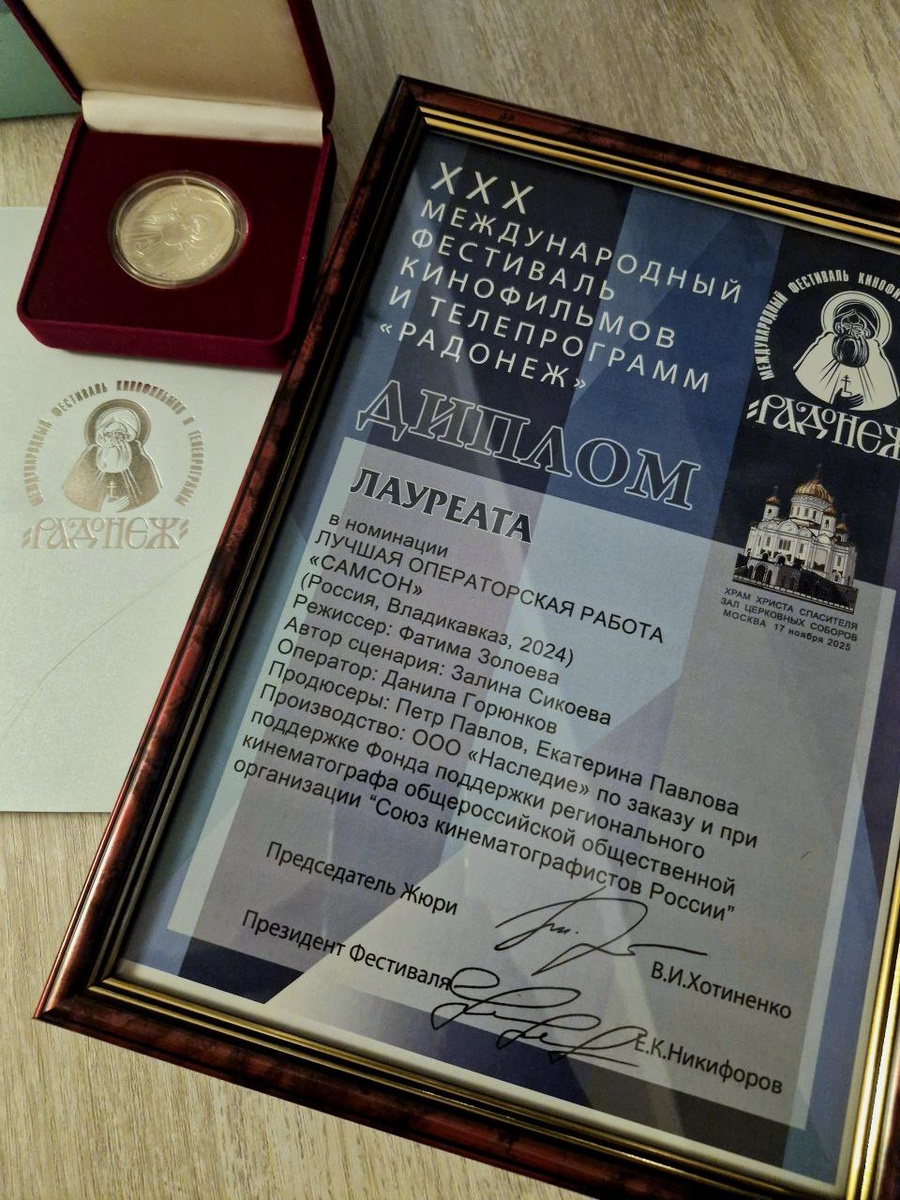 XXX
МЕЖДУНАРОДНЫЙ
ФЕСТИВАЛЬ
КИНОФИЛЬМОВ
И ТЕЛЕПРОГРАММ
«РАДОНЕЖ»
МЕЖДУНАРОДНЫЙ ФЕСТИВАЛЬ
РАДОНЕЖ
ДИПЛОМ
ЛАУРЕАТА
в номинации
ЛУЧШАЯ ОПЕРАТОРСКАЯ РАБОТА
«САМСОН»
(Россия, Владикавказ, 2024)
Режиссер: Фатима Золоева
Автор сценария: Залина Сикоева
Оператор: Данила Горюнков
Продюсеры: Петр Павлов, Екатерина Павлова
Производство: ООО «Наследие» по заказу и при
поддержке Фонда поддержки регионального
кинематографа общероссийской общественной
организации “Союз кинематографистов России”
ХРАМ ХРИСТА СПАСИТЕЛЯ
ЗАЛ ЦЕРКОВНЫХ СОБОРОВ
МОСКВА 17 ноября 2025
Председатель Жюри
В.И.Хотиненко
Президент Фестиваля
Е.К.Никифоров
МЕЖДУНАРОДНЫЙ ФЕСТИВАЛЬ КИНОФИЛЬМОВ И ТЕЛЕПРОГРАММ
РАДОНЕЖ